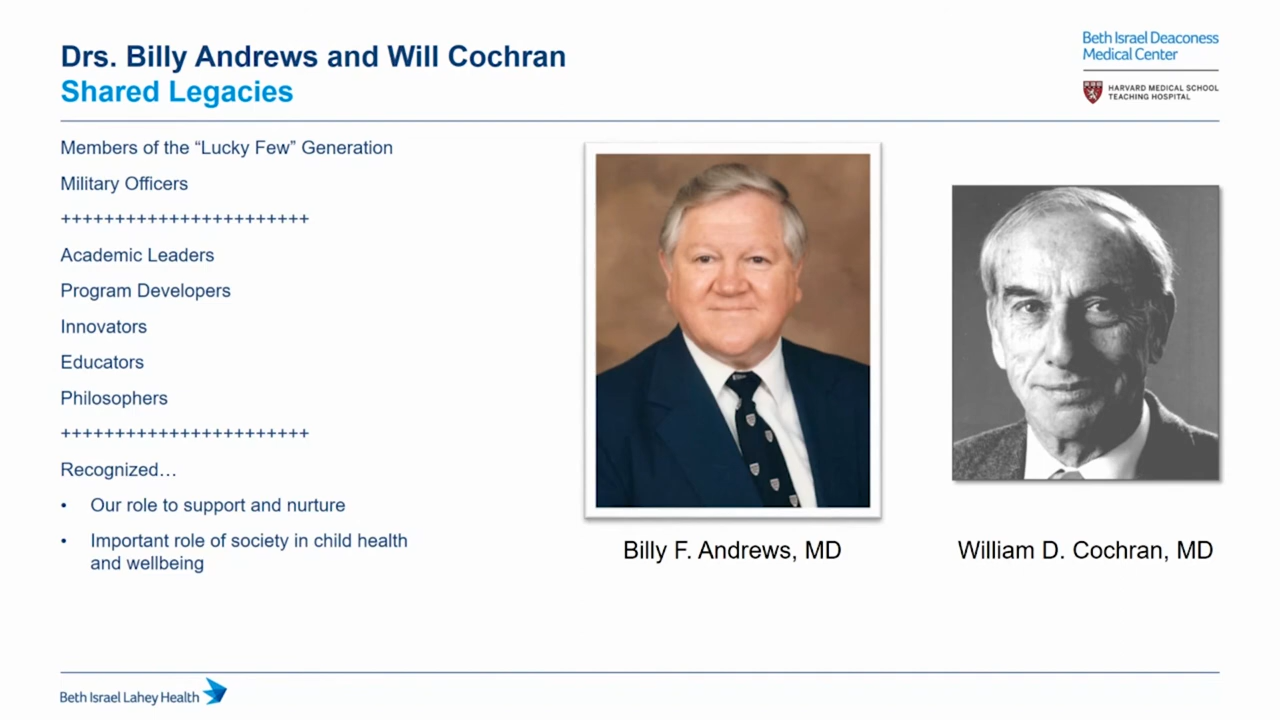 Drs. Billy Andrews and Will Cochran
Shared Legacies
Beth Israel Deaconess
Medical Center
HARVARD MEDICAL SCHOOL
TEACHING HOSPITAL
Members of the “Lucky Few” Generation
Military Officers
+++++++++++++++++++++++
Academic Leaders
Program Developers
Innovators
Educators
Philosophers
+++++++++++++++++++++++
Recognized…
• Our role to support and nurture
• Important role of society in child health
and wellbeing
Billy F. Andrews, MD
William D. Cochran, MD
Beth Israel Lahey Health